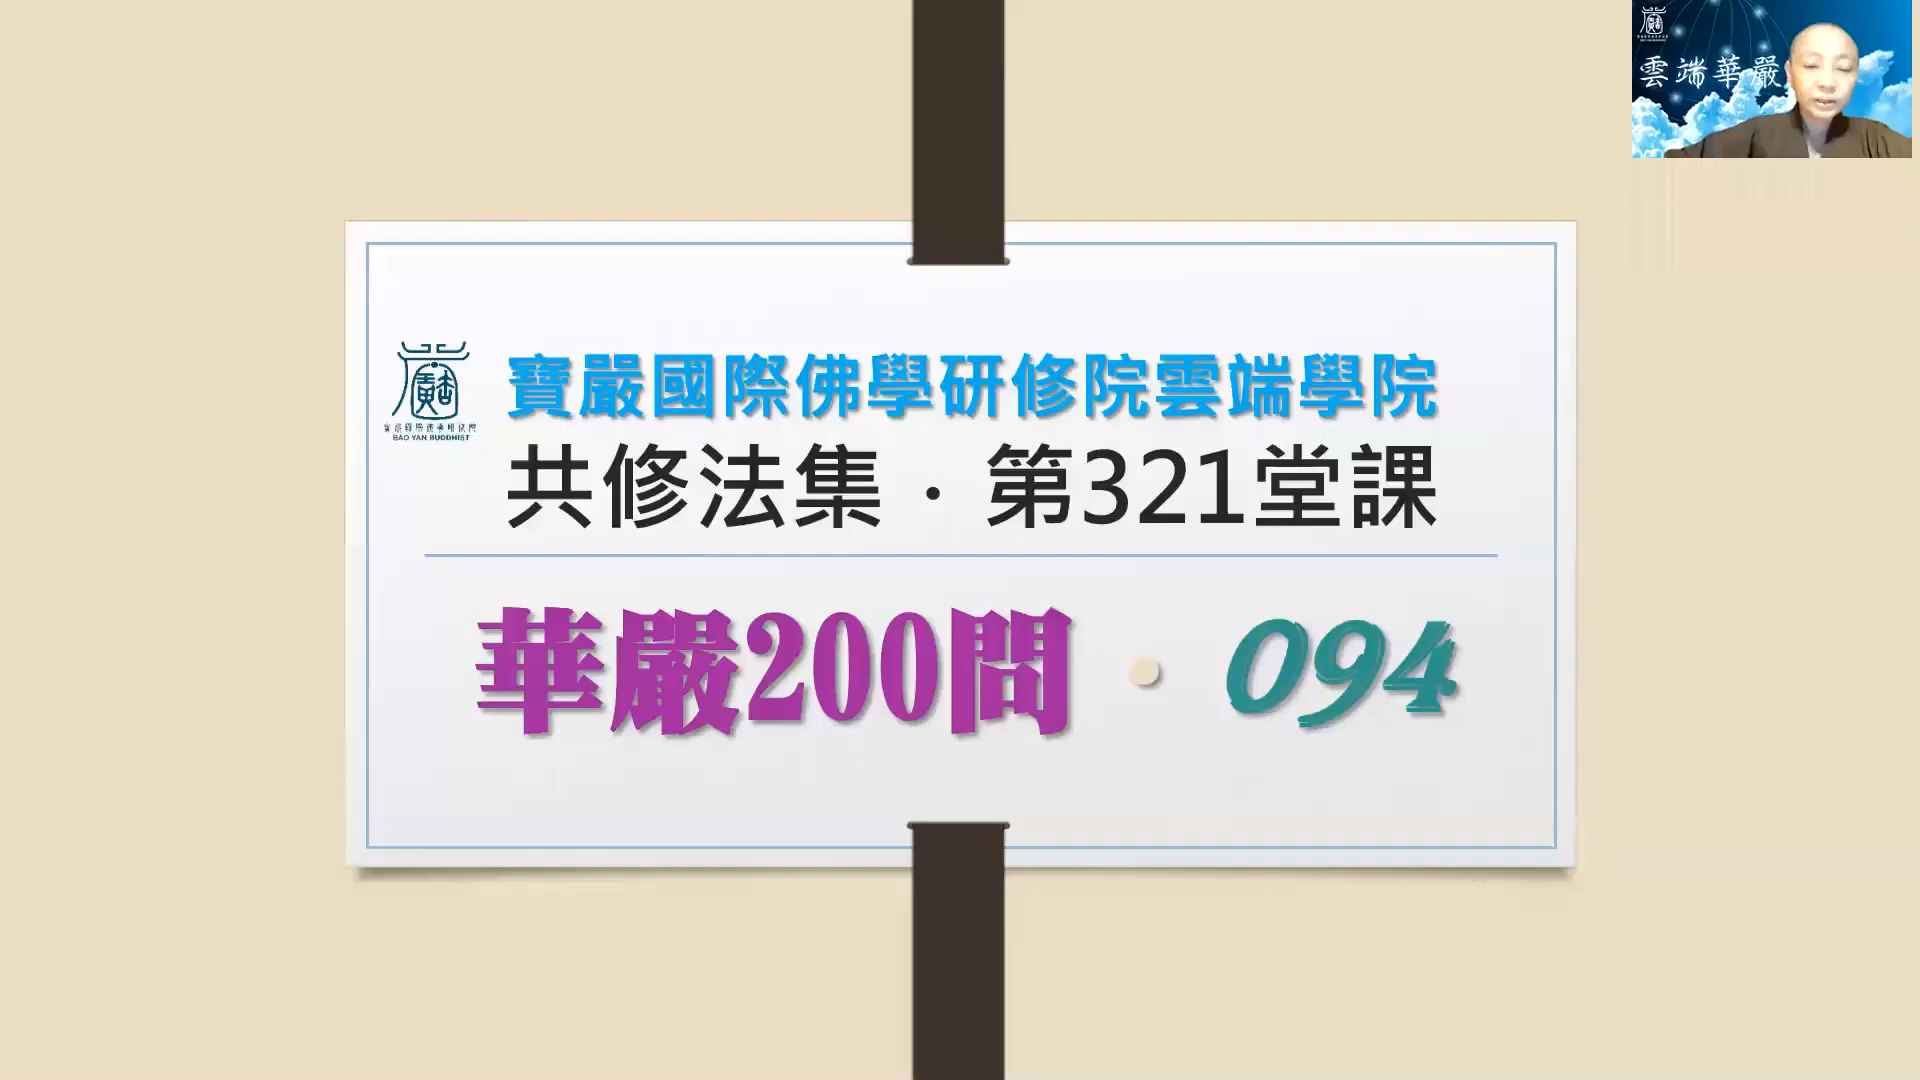 雲端華嚴
寶嚴國際佛學研修院雲端學院
BAO YAN BUDDHIST
共修法集．第321堂課
華嚴200問・094